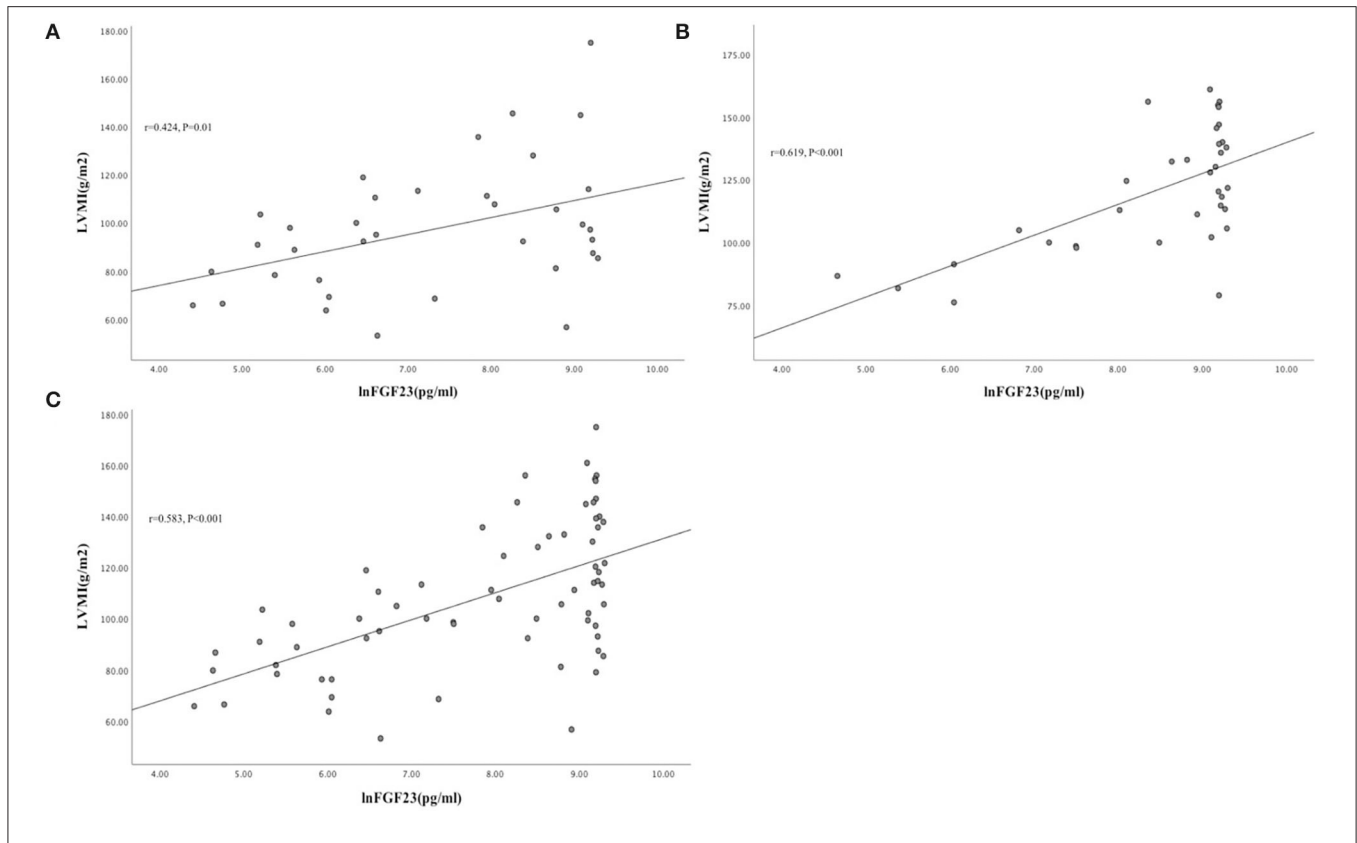 A
180.00
160.00
140.00
120.00
100.00
80.00
60.00
LVMI(g/m2)
r=0.424, P=0.01
4.00 5.00 6.00 7.00 8.00 9.00 10.00
lnFGF23(pg/ml)
B
175.00
150.00
125.00
100.00
75.00
LVMI(g/m2)
r=0.619, P<0.001
4.00 5.00 6.00 7.00 8.00 9.00 10.00
lnFGF23(pg/ml)
C
180.00
160.00
140.00
120.00
100.00
80.00
60.00
LVMI(g/m2)
r=0.583, P<0.001
4.00 5.00 6.00 7.00 8.00 9.00 10.00
lnFGF23(pg/ml)